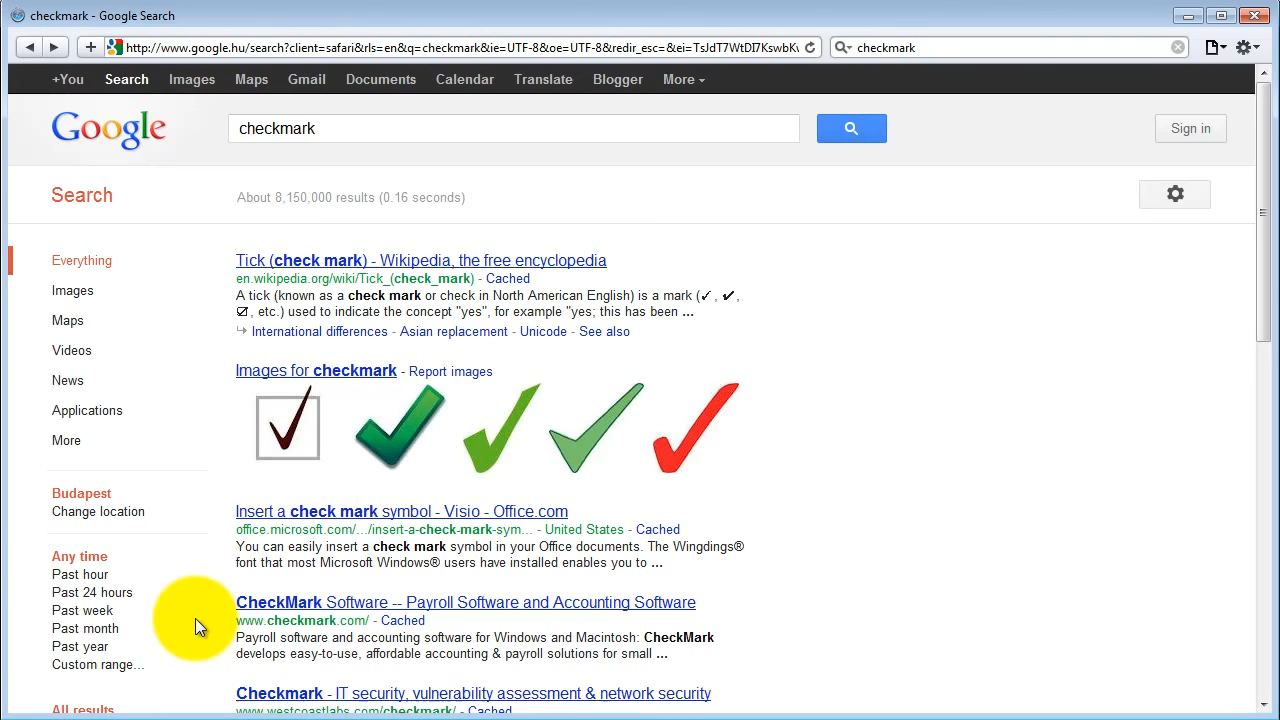 checkmark - Google Search
http://www.google.hu/search?client=safari&rls=en&q=checkmark&ie=UTF-8&oe=UTF-8&redir_esc=&ei=TsJdT7WtDI7KswbK
checkmark
+You Search Images Maps Gmail Documents Calendar Translate Blogger More
Google
checkmark
Sign in
Search
About 8,150,000 results (0.16 seconds)
Everything
Images
Maps
Videos
News
Applications
More
Budapest
Change location
Any time
Past hour
Past 24 hours
Past week
Past month
Past year
Custom range...
All results
Tick (check mark) - Wikipedia, the free encyclopedia
en.wikipedia.org/wiki/Tick_(check_mark) - Cached
A tick (known as a check mark or check in North American English) is a mark (✓, ✔,
☑, etc.) used to indicate the concept "yes", for example "yes; this has been ...
International differences - Asian replacement - Unicode - See also
Images for checkmark - Report images
Insert a check mark symbol - Visio - Office.com
office.microsoft.com/.../insert-a-check-mark-sym... - United States - Cached
You can easily insert a check mark symbol in your Office documents. The Wingdings®
font that most Microsoft Windows® users have installed enables you to ...
CheckMark Software -- Payroll Software and Accounting Software
www.checkmark.com/ - Cached
Payroll software and accounting software for Windows and Macintosh: CheckMark
develops easy-to-use, affordable accounting & payroll solutions for small ...
Checkmark - IT security, vulnerability assessment & network security
www.westcoastlabs.com/checkmark/ - Cached